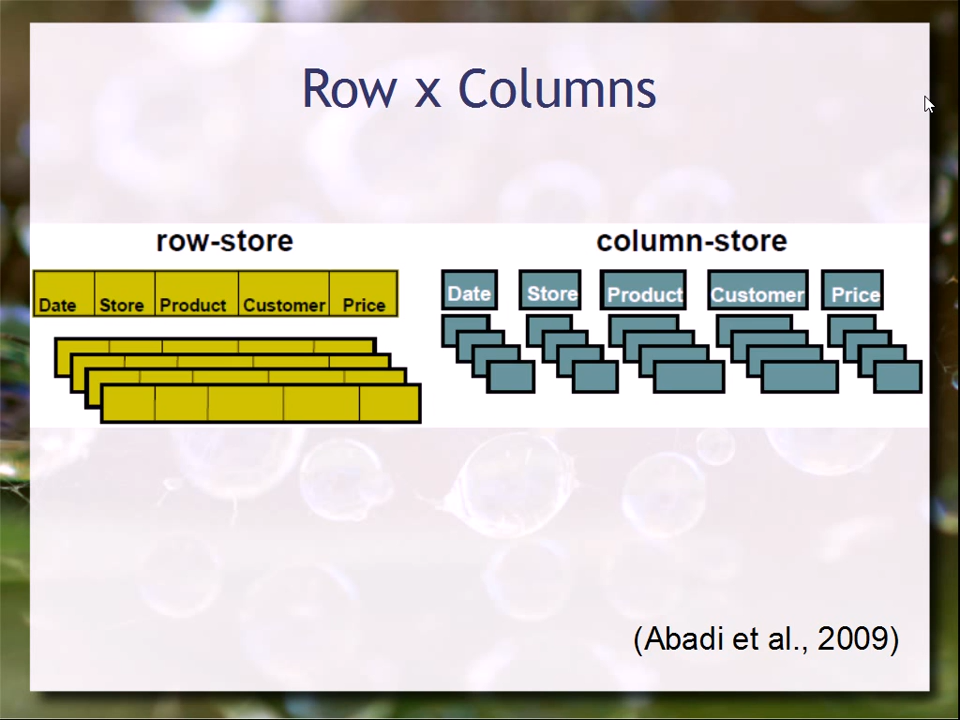 Row x Columns
row-store
Date Store Product Customer Price
column-store
Date Store Product Customer Price
(Abadi et al., 2009)